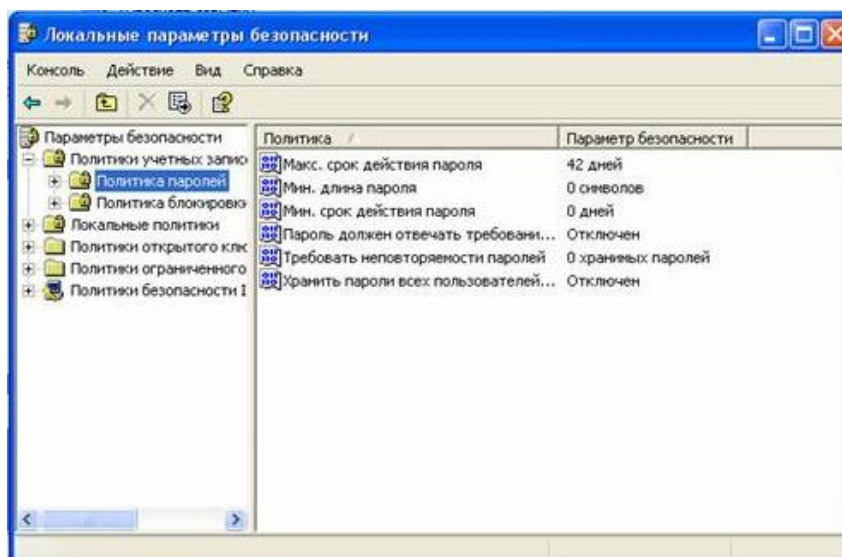 Локальные параметры безопасности
Консоль Действие Вид Справка
Параметры безопасности
Политики учетных записе
Политика паролей
Политика блокировк
Локальные политики
Политики открытого клю
Политики ограниченного
Политики безопасности I
Политика Параметр безопасности
Макс. срок действия пароля 42 дней
Мин. длина пароля 0 символов
Мин. срок действия пароля 0 дней
Пароль должен отвечать требовани... Отключен
Требовать неповторяемости паролей 0 хранимых паролей
Хранить пароли всех пользователей... Отключен